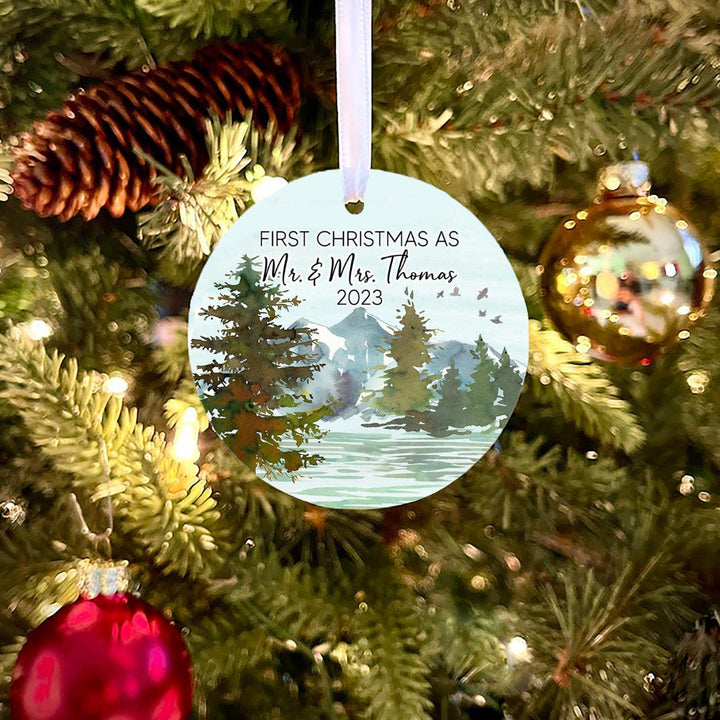 FIRST CHRISTMAS AS
Mr. & Mrs. Thomas
2023